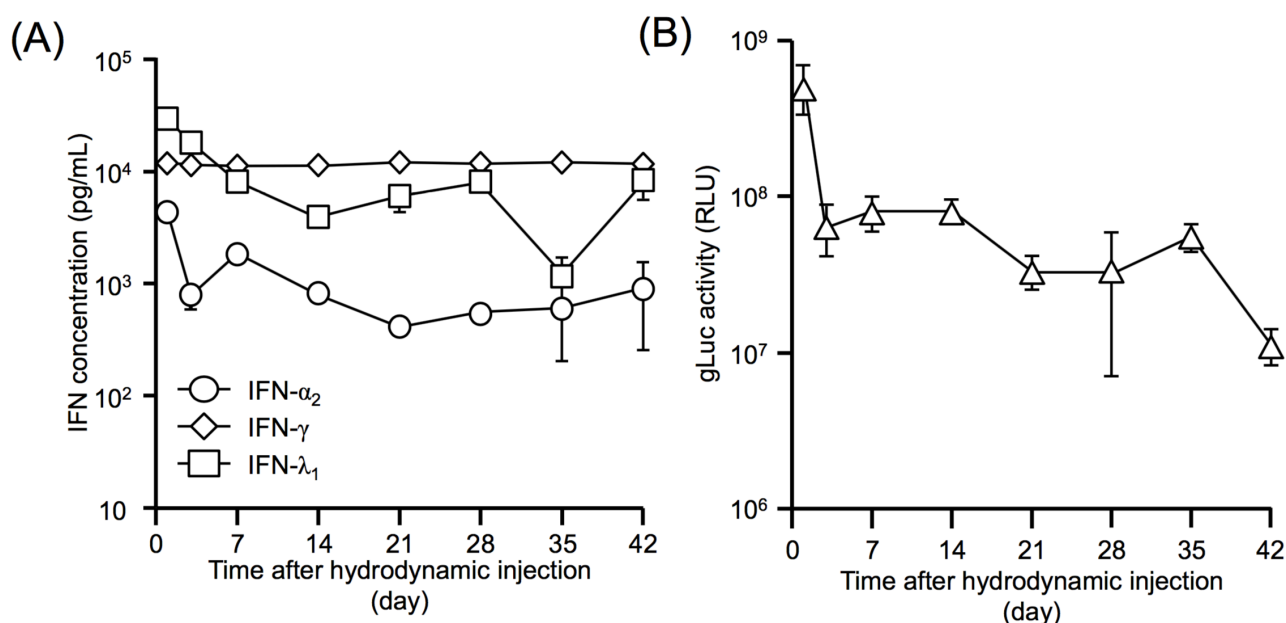 (A)
IFN concentration (pg/mL)
10⁵
10⁴
10³
10²
10
IFN-α₂
IFN-γ
IFN-λ₁
0 7 14 21 28 35 42
Time after hydrodynamic injection
(day)
(B)
gLuc activity (RLU)
10⁹
10⁸
10⁷
10⁶
0 7 14 21 28 35 42
Time after hydrodynamic injection
(day)